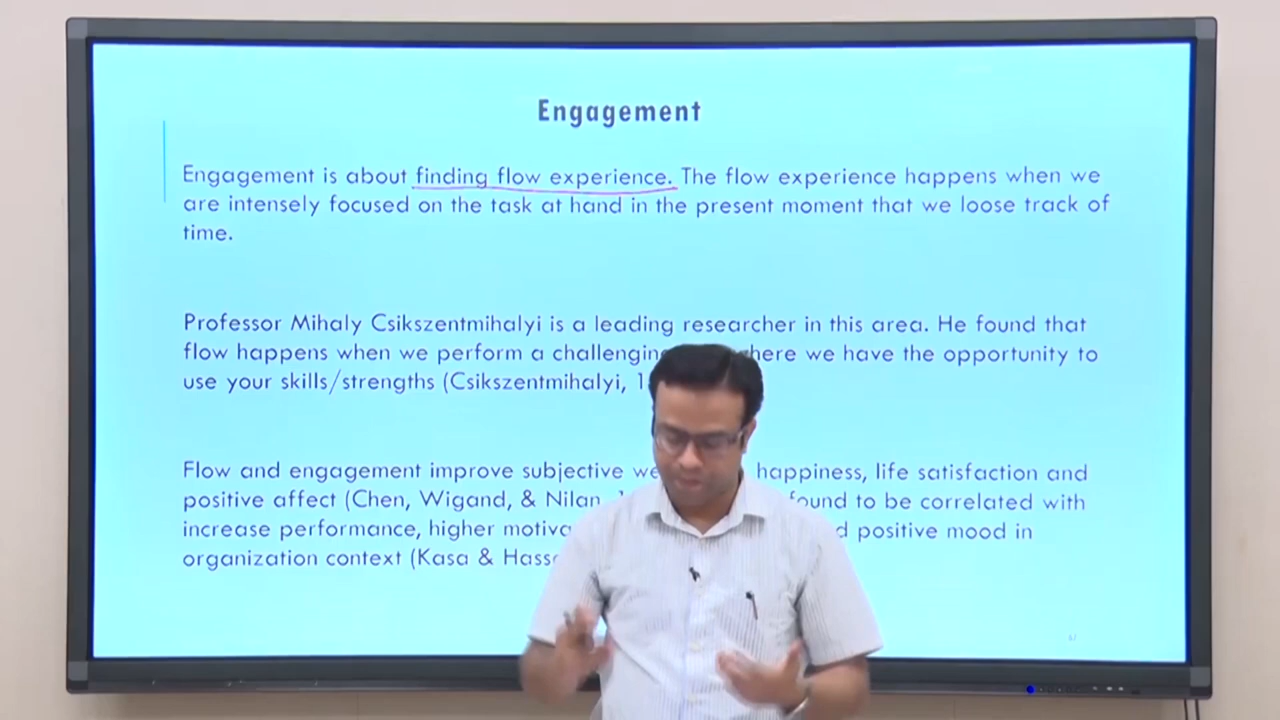 Engagement
Engagement is about finding flow experience. The flow experience happens when we
are intensely focused on the task at hand in the present moment that we loose track of
time.
Professor Mihaly Csikszentmihalyi is a leading researcher in this area. He found that
flow happens when we perform a challenging here we have the opportunity to
use your skills/strengths (Csikszentmihalyi,
Flow and engagement improve subjective happiness, life satisfaction and
positive affect (Chen, Wigand, & Nilan, found to be correlated with
increase performance, higher positive mood in
organization context (Kasa &